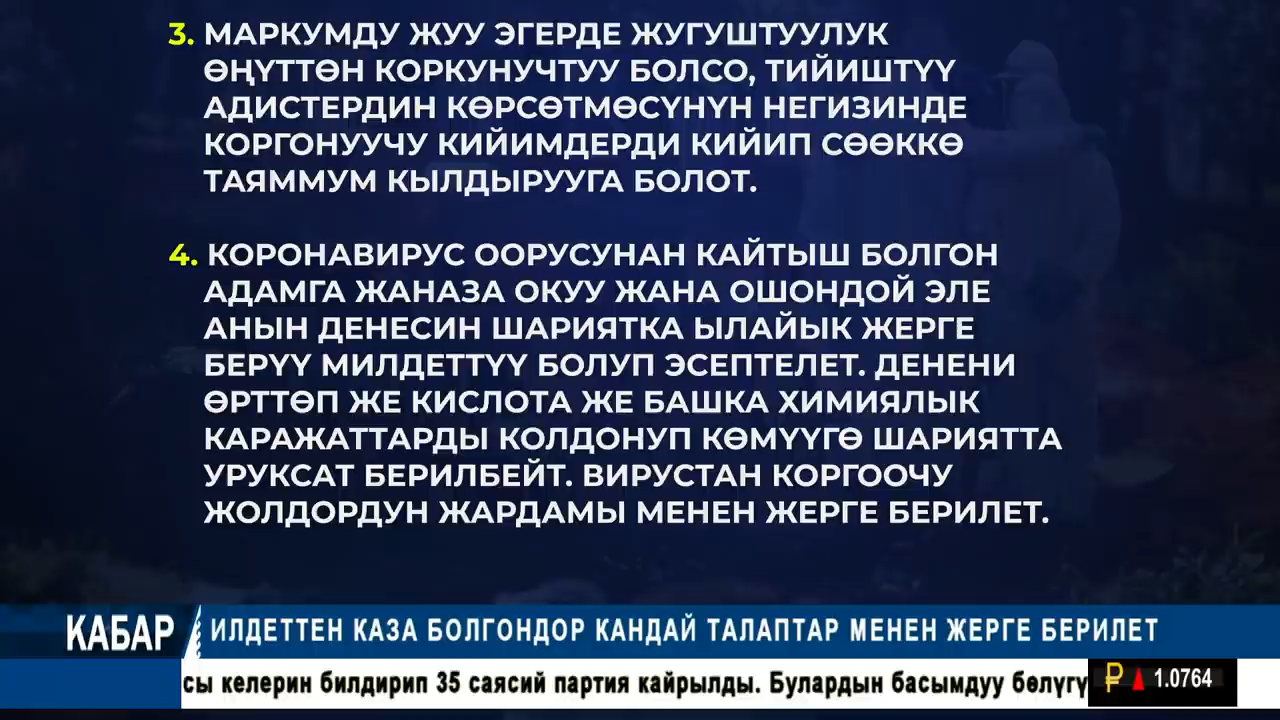 3. МАРКУМДУ ЖУУ ЭГЕРДЕ ЖУГУШТУУЛУК
ӨҢҮТТӨН КОРКУНУЧТУУ БОЛСО, ТИЙИШТҮҮ
АДИСТЕРДИН КӨРСӨТМӨСҮНҮН НЕГИЗИНДЕ
КОРГОНУУЧУ КИЙИМДЕРДИ КИЙИП СӨӨККӨ
ТАЯММУМ КЫЛДЫРУУГА БОЛОТ.
4. КОРОНАВИРУС ООРУСУНАН КАЙТЫШ БОЛГОН
АДАМГА ЖАНАЗА ОКУУ ЖАНА ОШОНДОЙ ЭЛЕ
АНЫН ДЕНЕСИН ШАРИЯТКА ЫЛАЙЫК ЖЕРГЕ
БЕРҮҮ МИЛДЕТТҮҮ БОЛУП ЭСЕПТЕЛЕТ. ДЕНЕНИ
ӨРТТӨП ЖЕ КИСЛОТА ЖЕ БАШКА ХИМИЯЛЫК
КАРАЖАТТАРДЫ КОЛДОНУП КӨМҮҮГӨ ШАРИЯТТА
УРУКСАТ БЕРИЛБЕЙТ. ВИРУСТАН КОРГООЧУ
ЖОЛДОРДУН ЖАРДАМЫ МЕНЕН ЖЕРГЕ БЕРИЛЕТ.
КАБАР ИЛДЕТТЕН КАЗА БОЛГОНДОР КАНДАЙ ТАЛАПТАР МЕНЕН ЖЕРГЕ БЕРИЛЕТ
сы келерин билдирип 35 саясий партия кайрылды. Булардын басымдуу бөлүгү ₽ ▲ 1.0764